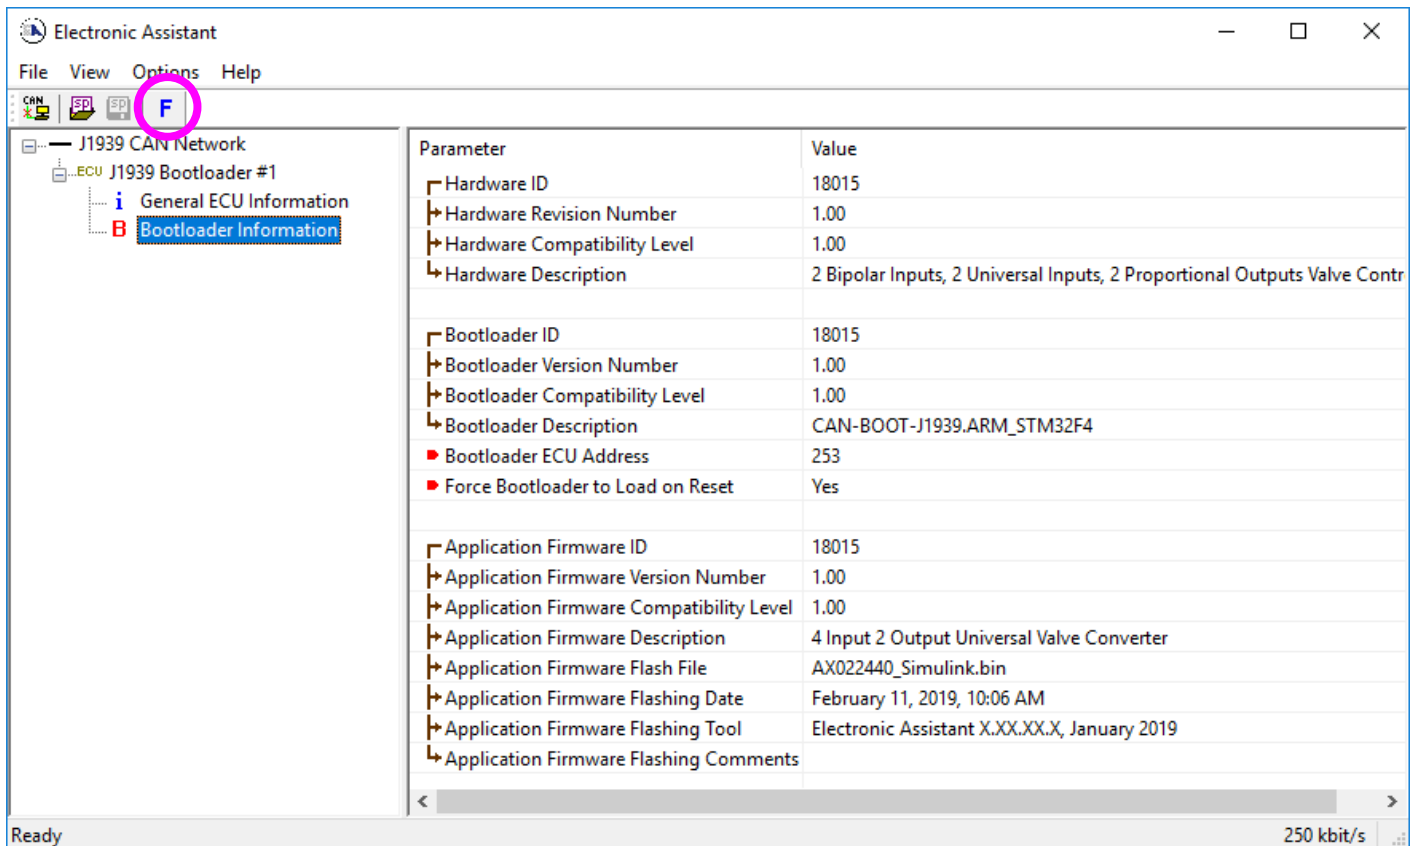 Electronic Assistant
File View Options Help
CAN SP SP F
J1939 CAN Network
ECU J1939 Bootloader #1
i General ECU Information
B Bootloader Information
Parameter Value
Hardware ID 18015
Hardware Revision Number 1.00
Hardware Compatibility Level 1.00
Hardware Description 2 Bipolar Inputs, 2 Universal Inputs, 2 Proportional Outputs Valve Contr
Bootloader ID 18015
Bootloader Version Number 1.00
Bootloader Compatibility Level 1.00
Bootloader Description CAN-BOOT-J1939.ARM_STM32F4
Bootloader ECU Address 253
Force Bootloader to Load on Reset Yes
Application Firmware ID 18015
Application Firmware Version Number 1.00
Application Firmware Compatibility Level 1.00
Application Firmware Description 4 Input 2 Output Universal Valve Converter
Application Firmware Flash File AX022440_Simulink.bin
Application Firmware Flashing Date February 11, 2019, 10:06 AM
Application Firmware Flashing Tool Electronic Assistant X.XX.XX.X, January 2019
Application Firmware Flashing Comments
Ready 250 kbit/s